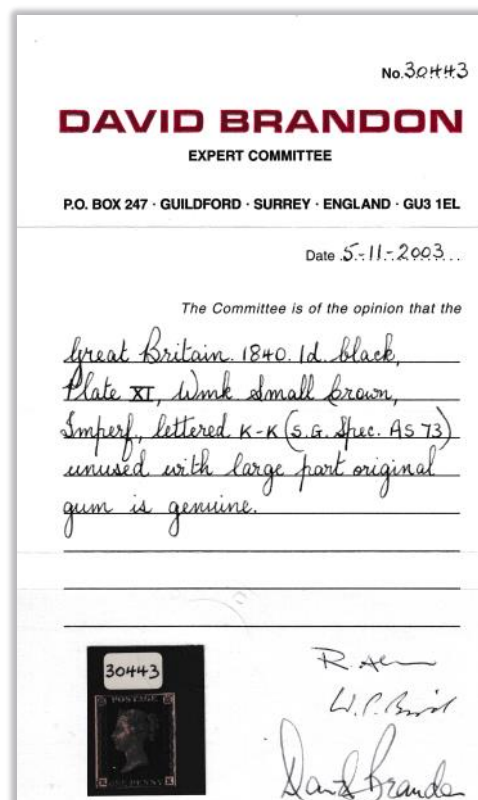 No. 30443
DAVID BRANDON
EXPERT COMMITTEE
P.O. BOX 247 · GUILDFORD · SURREY · ENGLAND · GU3 1EL
Date 5-11-2003
The Committee is of the opinion that the
Great Britain. 1840. 1d. black,
Plate XI, Wmk Small Crown,
Imperf., lettered K-K (S.G. Spec. AS 73)
unused with large part original
gum is genuine.
30443
POSTAGE
ONE PENNY
K K
David Brandon